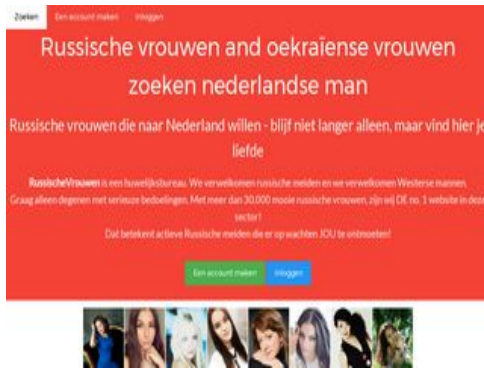 Zoeken Een account maken Inloggen
Russische vrouwen and oekraïense vrouwen
zoeken nederlandse man
Russische vrouwen die naar Nederland willen - blijf niet langer alleen, maar vind hier je
liefde
RussischeVrouwen is een huwelijksbureau. We verwelkomen russische meiden en we verwelkomen Westerse mannen.
Graag alleen degenen met serieuze bedoelingen. Met meer dan 30.000 mooie russische vrouwen, zijn wij DE no. 1 website in deze
sector!
Dat betekent actieve Russische meiden die er op wachten JOU te ontmoeten!
Een account maken Inloggen